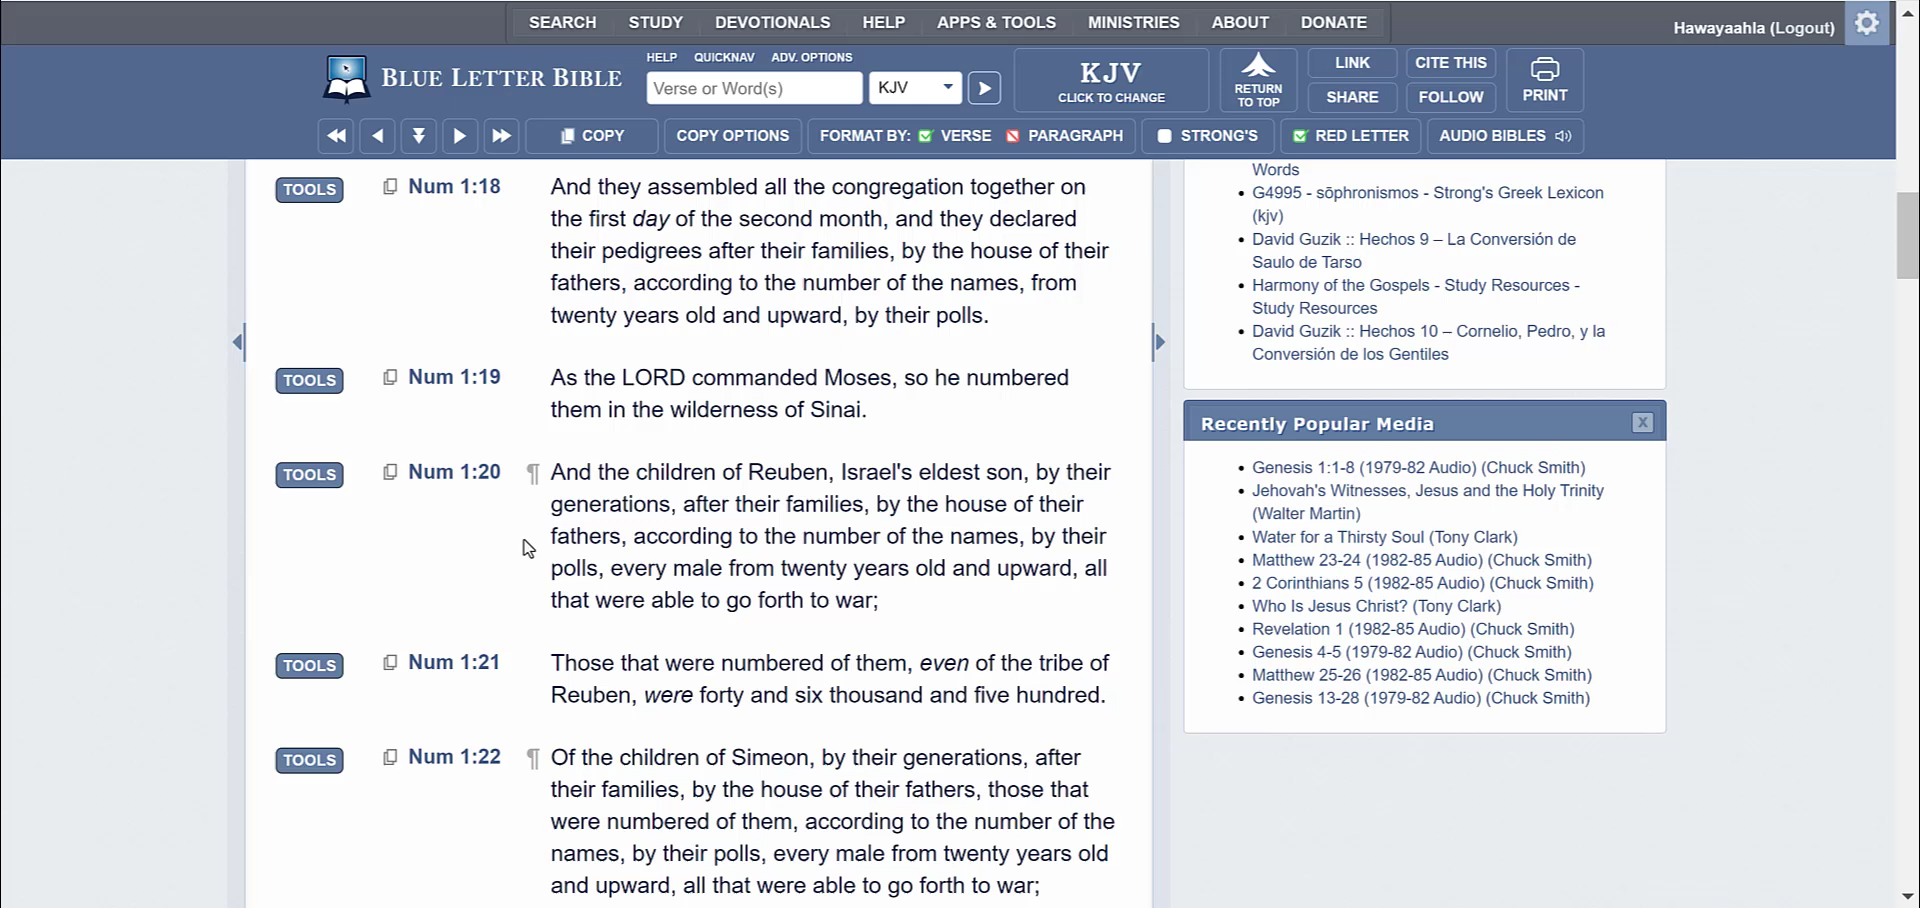 SEARCH STUDY DEVOTIONALS HELP APPS & TOOLS MINISTRIES ABOUT DONATE
Hawayaahla (Logout)
BLUE LETTER BIBLE
HELP QUICKNAV ADV. OPTIONS
Verse or Word(s) KJV
KJV
CLICK TO CHANGE
RETURN
TO TOP
LINK CITE THIS
SHARE FOLLOW
PRINT
COPY COPY OPTIONS FORMAT BY: VERSE PARAGRAPH STRONG'S RED LETTER AUDIO BIBLES
TOOLS Num 1:18 And they assembled all the congregation together on
the first day of the second month, and they declared
their pedigrees after their families, by the house of their
fathers, according to the number of the names, from
twenty years old and upward, by their polls.
TOOLS Num 1:19 As the LORD commanded Moses, so he numbered
them in the wilderness of Sinai.
TOOLS Num 1:20 ¶ And the children of Reuben, Israel's eldest son, by their
generations, after their families, by the house of their
fathers, according to the number of the names, by their
polls, every male from twenty years old and upward, all
that were able to go forth to war;
TOOLS Num 1:21 Those that were numbered of them, even of the tribe of
Reuben, were forty and six thousand and five hundred.
TOOLS Num 1:22 ¶ Of the children of Simeon, by their generations, after
their families, by the house of their fathers, those that
were numbered of them, according to the number of the
names, by their polls, every male from twenty years old
and upward, all that were able to go forth to war;
Words
• G4995 - sōphronismos - Strong's Greek Lexicon
(kjv)
• David Guzik :: Hechos 9 – La Conversión de
Saulo de Tarso
• Harmony of the Gospels - Study Resources -
Study Resources
• David Guzik :: Hechos 10 – Cornelio, Pedro, y la
Conversión de los Gentiles
Recently Popular Media X
• Genesis 1:1-8 (1979-82 Audio) (Chuck Smith)
• Jehovah's Witnesses, Jesus and the Holy Trinity
(Walter Martin)
• Water for a Thirsty Soul (Tony Clark)
• Matthew 23-24 (1982-85 Audio) (Chuck Smith)
• 2 Corinthians 5 (1982-85 Audio) (Chuck Smith)
• Who Is Jesus Christ? (Tony Clark)
• Revelation 1 (1982-85 Audio) (Chuck Smith)
• Genesis 4-5 (1979-82 Audio) (Chuck Smith)
• Matthew 25-26 (1982-85 Audio) (Chuck Smith)
• Genesis 13-28 (1979-82 Audio) (Chuck Smith)